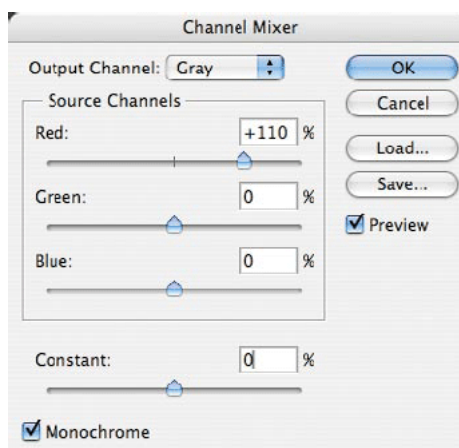 Channel Mixer
Output Channel: Gray
OK
Source Channels
Cancel
Red: +110 %
Load...
Green: 0 %
Save...
Preview
Blue: 0 %
Constant: 0 %
Monochrome